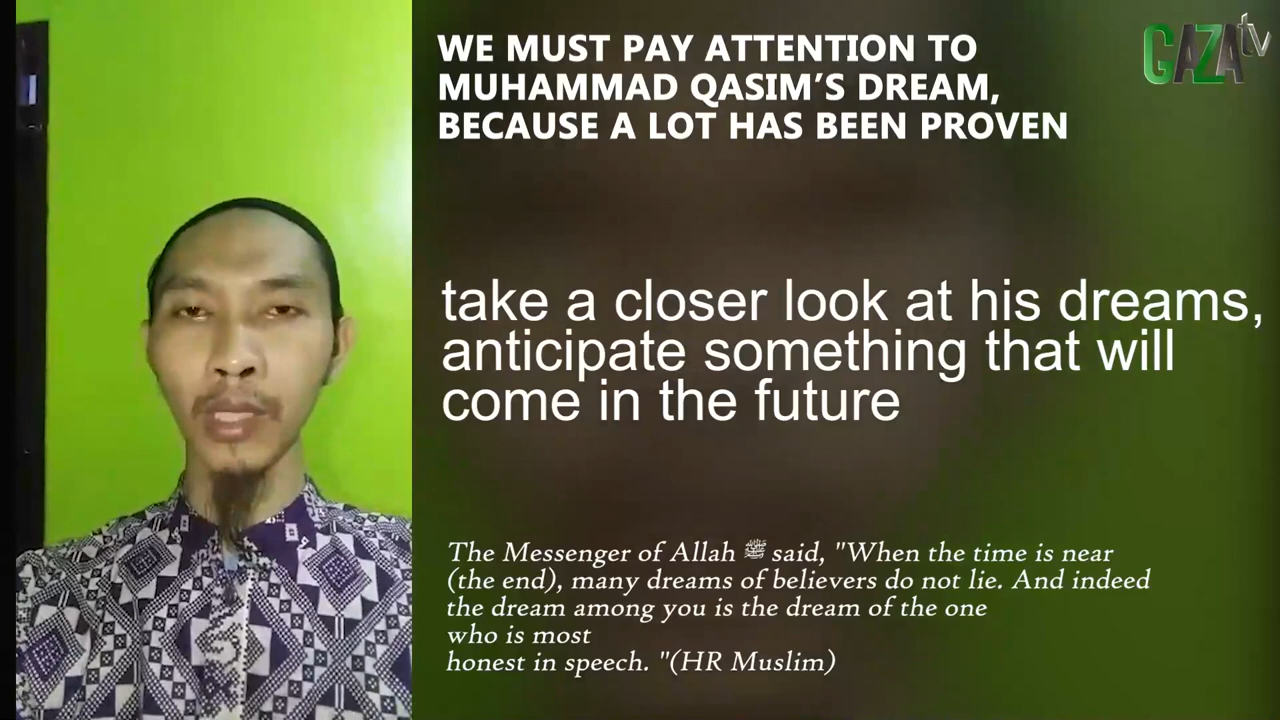 WE MUST PAY ATTENTION TO
MUHAMMAD QASIM'S DREAM,
BECAUSE A LOT HAS BEEN PROVEN
GAZA tv
take a closer look at his dreams,
anticipate something that will
come in the future
The Messenger of Allah ﷺ said, "When the time is near
(the end), many dreams of believers do not lie. And indeed
the dream among you is the dream of the one
who is most
honest in speech. "(HR Muslim)